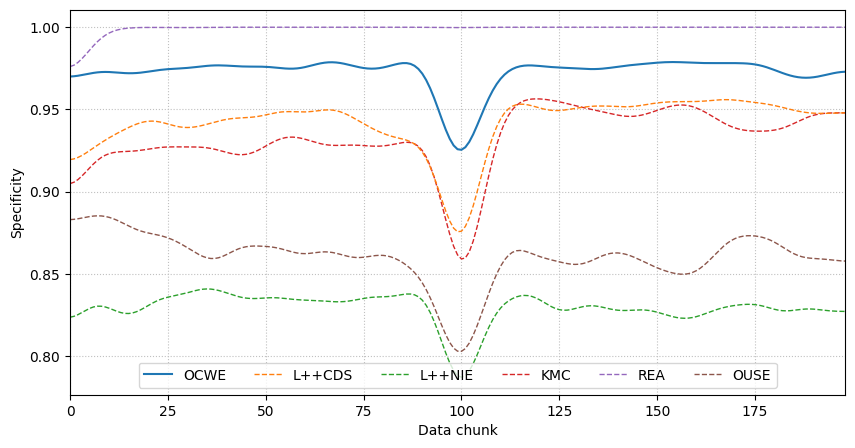 1.00
0.95
0.90
0.85
0.80
Specificity
OCWE L++CDS L++NIE KMC REA OUSE
0 25 50 75 100 125 150 175
Data chunk